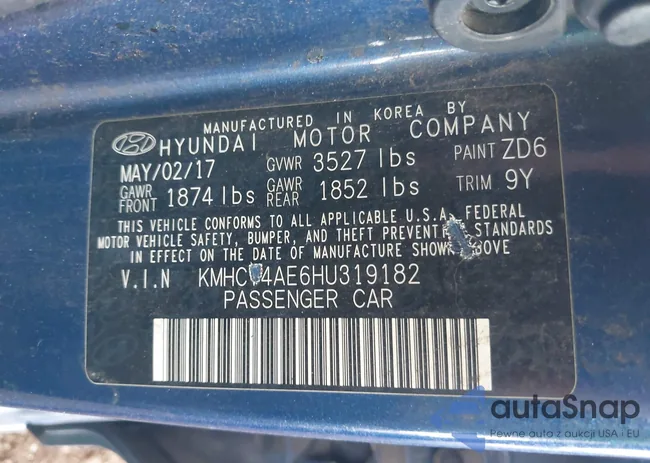 MANUFACTURED IN KOREA BY
HYUNDAI MOTOR COMPANY
MAY/02/17 GVWR 3527 lbs PAINT ZD6
GAWR FRONT 1874 lbs GAWR REAR 1852 lbs TRIM 9Y
THIS VEHICLE CONFORMS TO ALL APPLICABLE U.S.A. FEDERAL
MOTOR VEHICLE SAFETY, BUMPER, AND THEFT STANDARDS
IN EFFECT ON THE DATE OF MANUFACTURE
V.I.N
PASSENGER CAR
autaSnap
Pewne auta z aukcji USA i EU